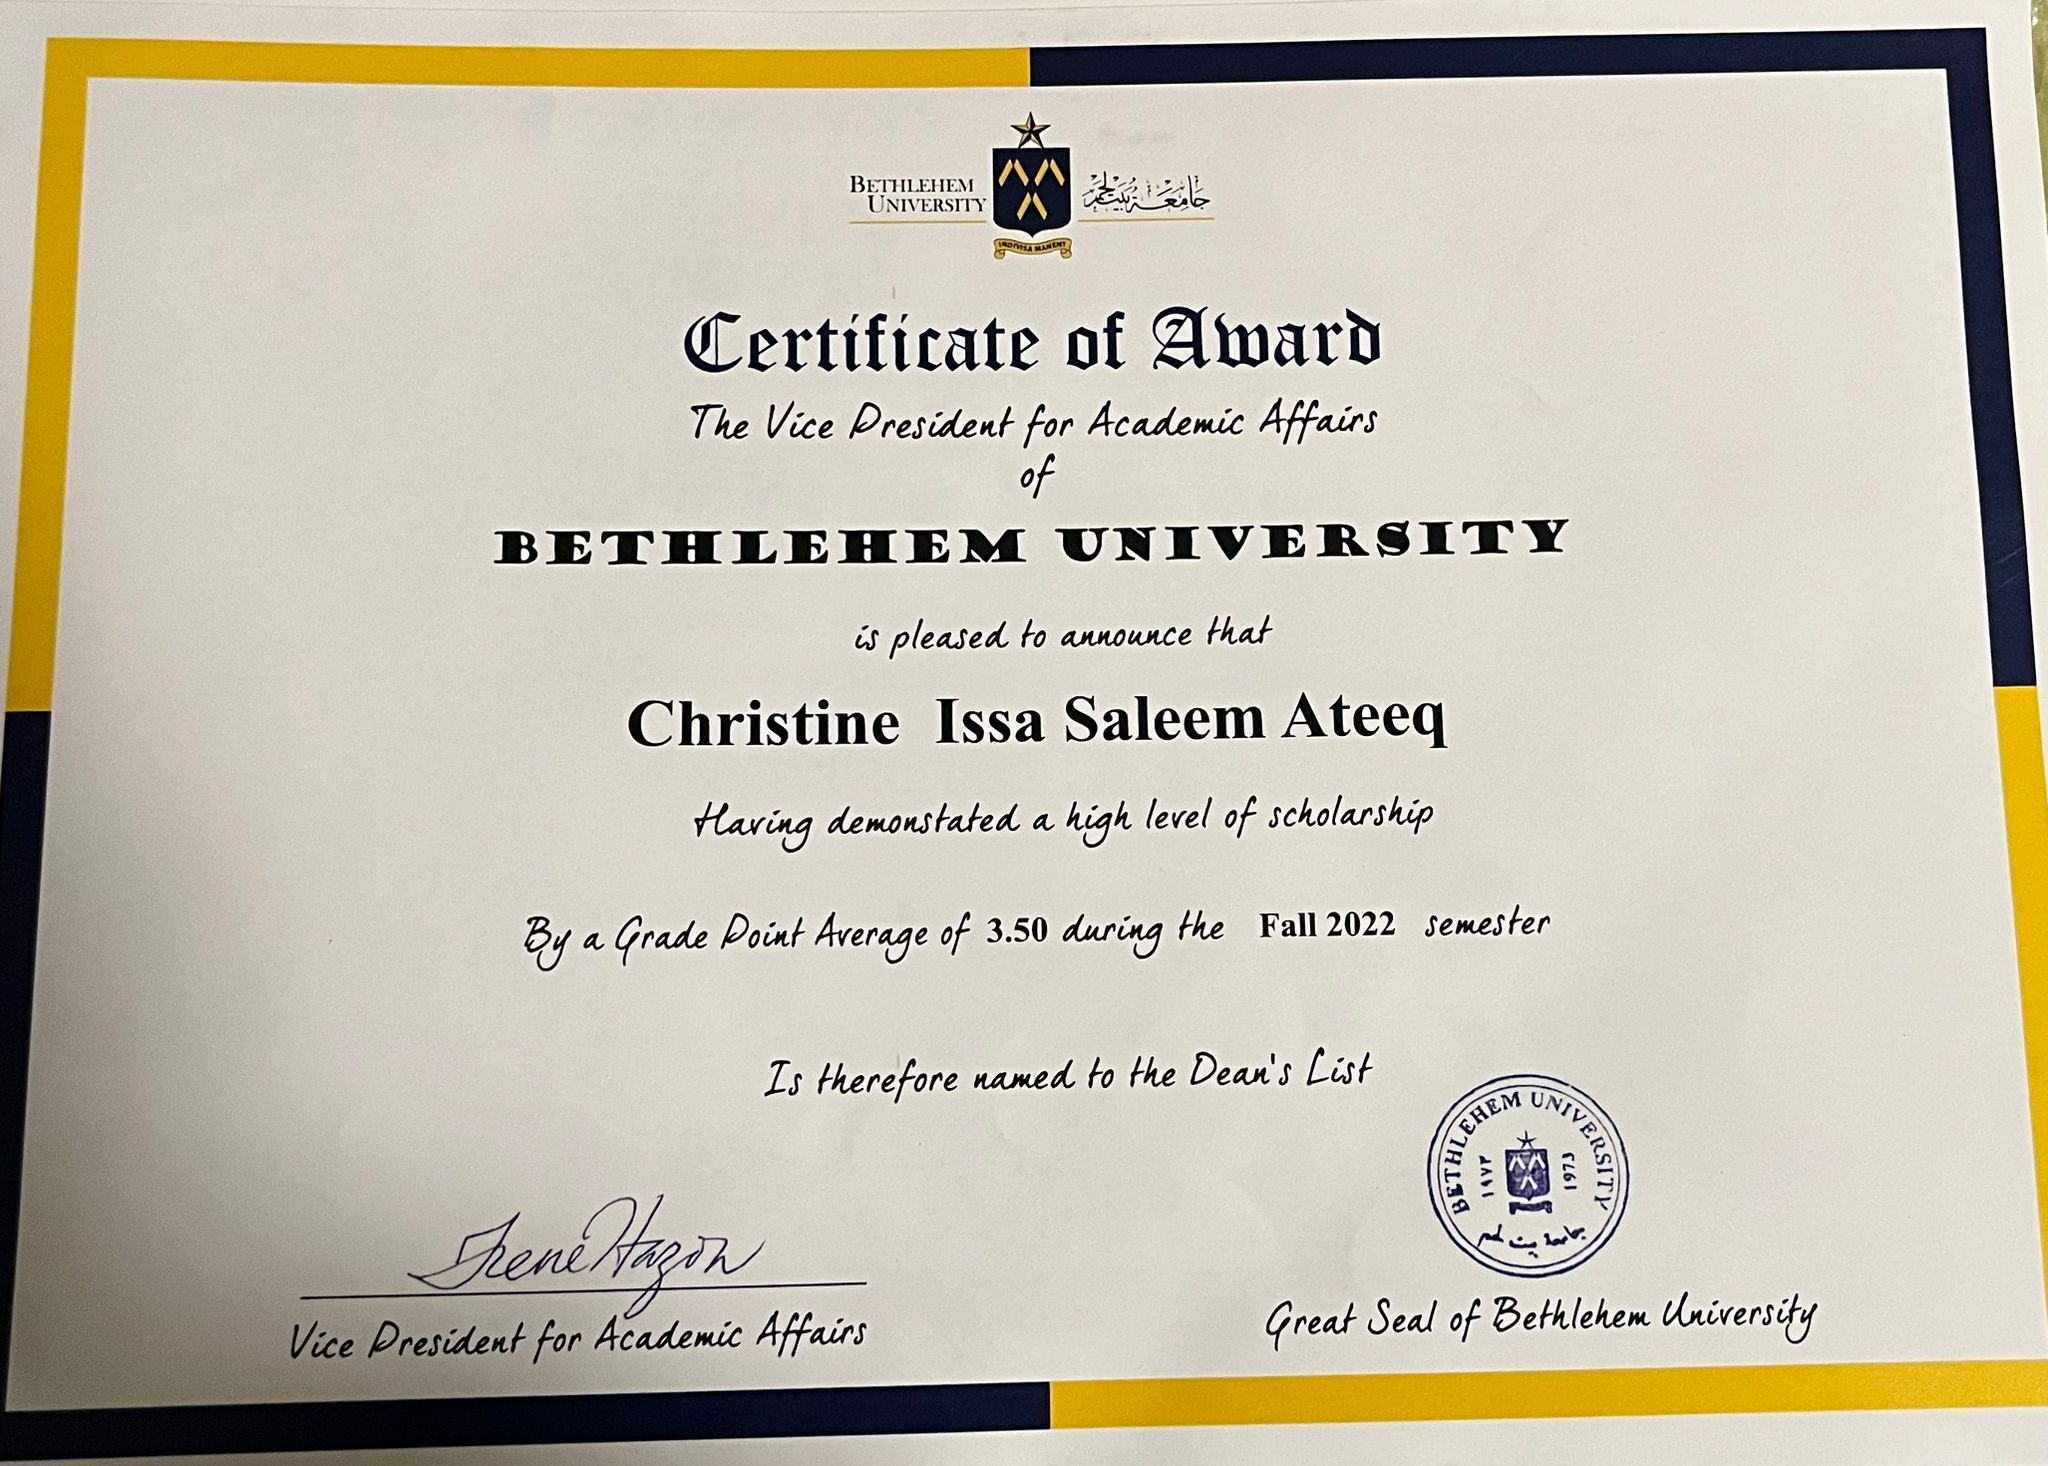 BETHLEHEM
UNIVERSITY
جامعة بيت لحم
INDIVISA MANENT
Certificate of Award
The Vice President for Academic Affairs
of
BETHLEHEM UNIVERSITY
is pleased to announce that
Christine Issa Saleem Ateeq
Having demonstated a high level of scholarship
By a Grade Point Average of 3.50 during the Fall 2022 semester
Is therefore named to the Dean's List
BETHLEHEM UNIVERSITY
١٩٧٣ 1973
جامعة بيت لحم
Irene Hazou
Vice President for Academic Affairs
Great Seal of Bethlehem University